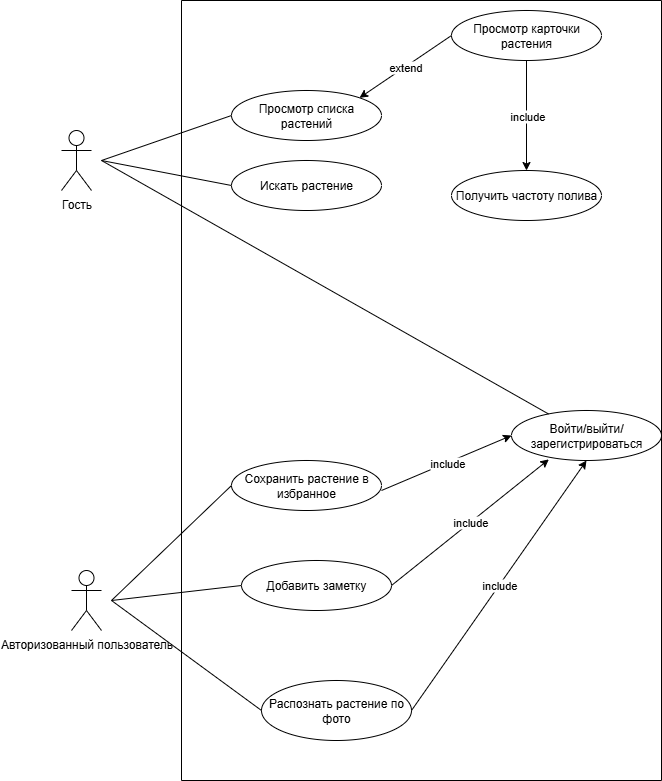 Просмотр карточки
растения
extend
Просмотр списка
растений
include
Искать растение
Получить частоту полива
Гость
Войти/выйти/
зарегистрироваться
include
Сохранить растение в
избранное
include
Добавить заметку
include
Авторизованный пользователь
Распознать растение по
фото